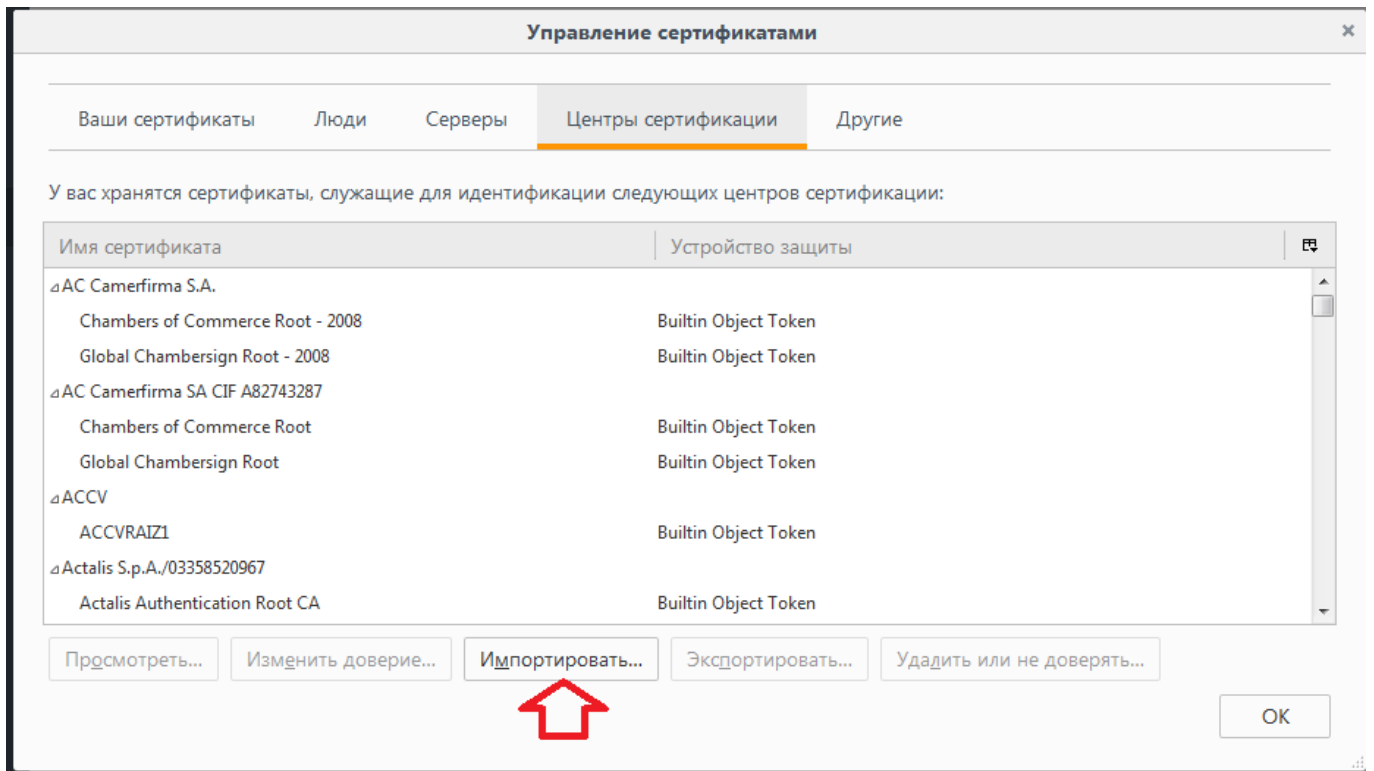 Управление сертификатами
Ваши сертификаты Люди Серверы Центры сертификации Другие
У вас хранятся сертификаты, служащие для идентификации следующих центров сертификации:
Имя сертификата Устройство защиты
AC Camerfirma S.A.
Chambers of Commerce Root - 2008 Builtin Object Token
Global Chambersign Root - 2008 Builtin Object Token
AC Camerfirma SA CIF A82743287
Chambers of Commerce Root Builtin Object Token
Global Chambersign Root Builtin Object Token
ACCV
ACCVRAIZ1 Builtin Object Token
Actalis S.p.A./03358520967
Actalis Authentication Root CA Builtin Object Token
Просмотреть... Изменить доверие... Импортировать... Экспортировать... Удалить или не доверять...
ОК